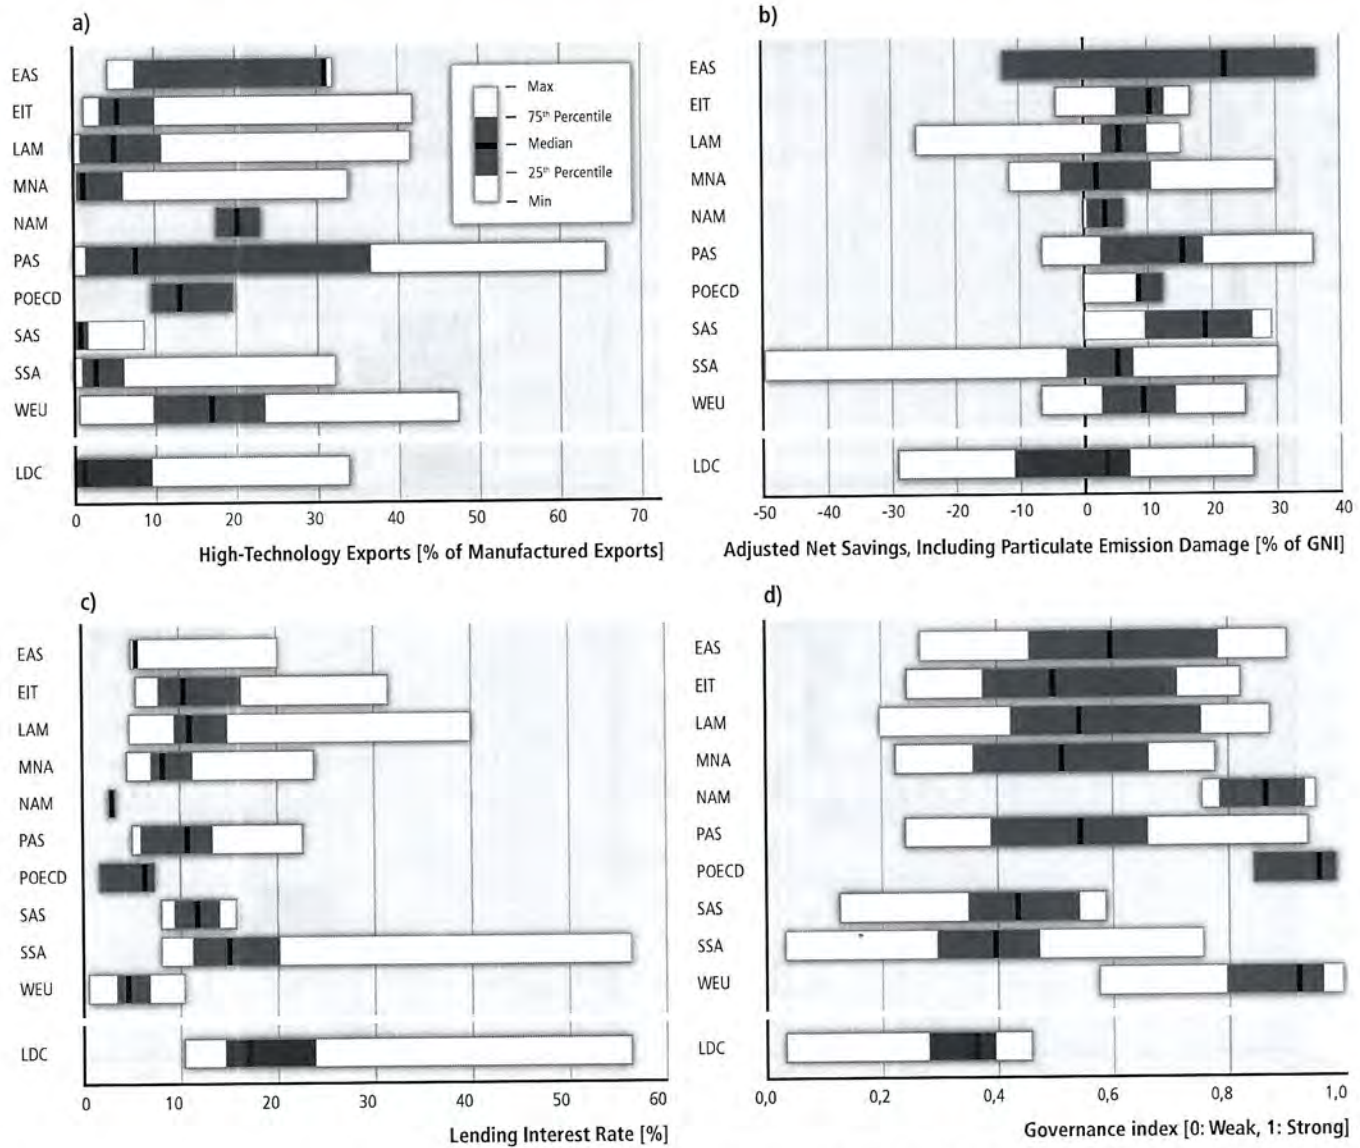 a)
EAS
EIT
LAM
MNA
NAM
PAS
POECD
SAS
SSA
WEU
LDC
Max
75th Percentile
Median
25th Percentile
Min
0 10 20 30 40 50 60 70
High-Technology Exports [% of Manufactured Exports]
b)
EAS
EIT
LAM
MNA
NAM
PAS
POECD
SAS
SSA
WEU
LDC
-50 -40 -30 -20 -10 0 10 20 30 40
Adjusted Net Savings, Including Particulate Emission Damage [% of GNI]
c)
EAS
EIT
LAM
MNA
NAM
PAS
POECD
SAS
SSA
WEU
LDC
0 10 20 30 40 50 60
Lending Interest Rate [%]
d)
EAS
EIT
LAM
MNA
NAM
PAS
POECD
SAS
SSA
WEU
LDC
0,0 0,2 0,4 0,6 0,8 1,0
Governance index [0: Weak, 1: Strong]